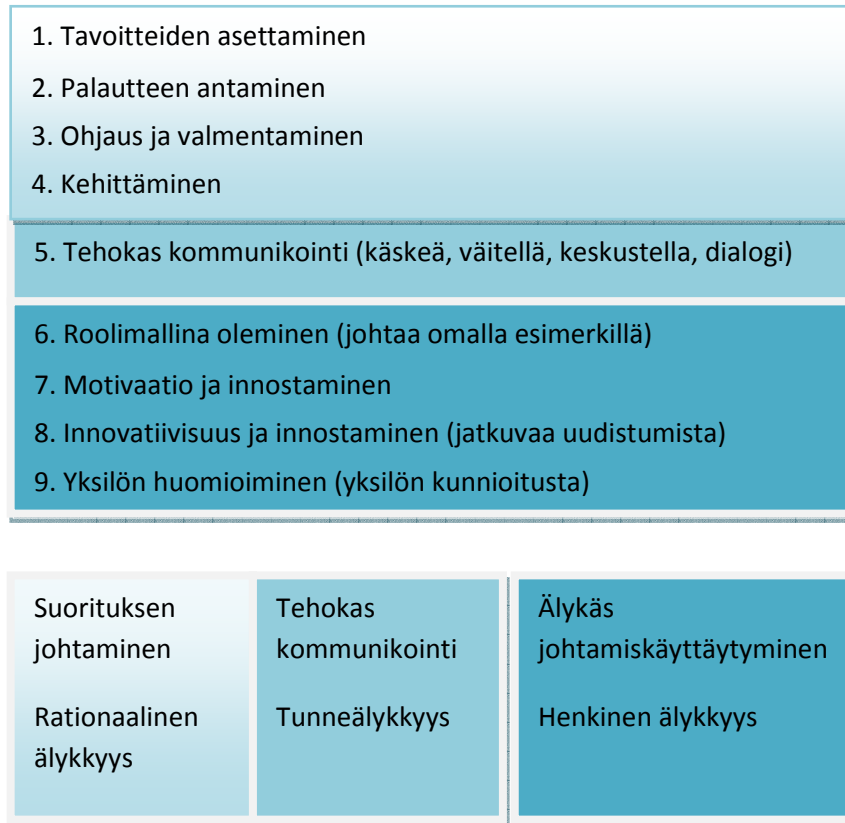 1. Tavoitteiden asettaminen
2. Palautteen antaminen
3. Ohjaus ja valmentaminen
4. Kehittäminen
5. Tehokas kommunikointi (käskeä, väitellä, keskustella, dialogi)
6. Roolimallina oleminen (johtaa omalla esimerkillä)
7. Motivaatio ja innostaminen
8. Innovatiivisuus ja innostaminen (jatkuvaa uudistumista)
9. Yksilön huomioiminen (yksilön kunnioitusta)
Suorituksen
johtaminen
Rationaalinen
älykkyys
Tehokas
kommunikointi
Tunneälykkyys
Älykäs
johtamiskäyttäytyminen
Henkinen älykkyys